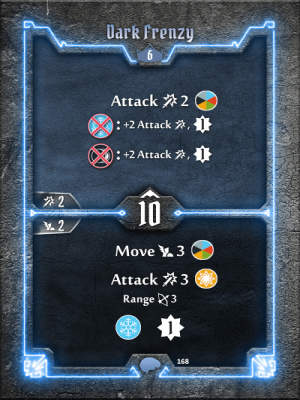 Dark Frenzy
6
Attack 2
: +2 Attack , 1
: +2 Attack , 1
2
10
2
Move 3
Attack 3
Range 3
1
168